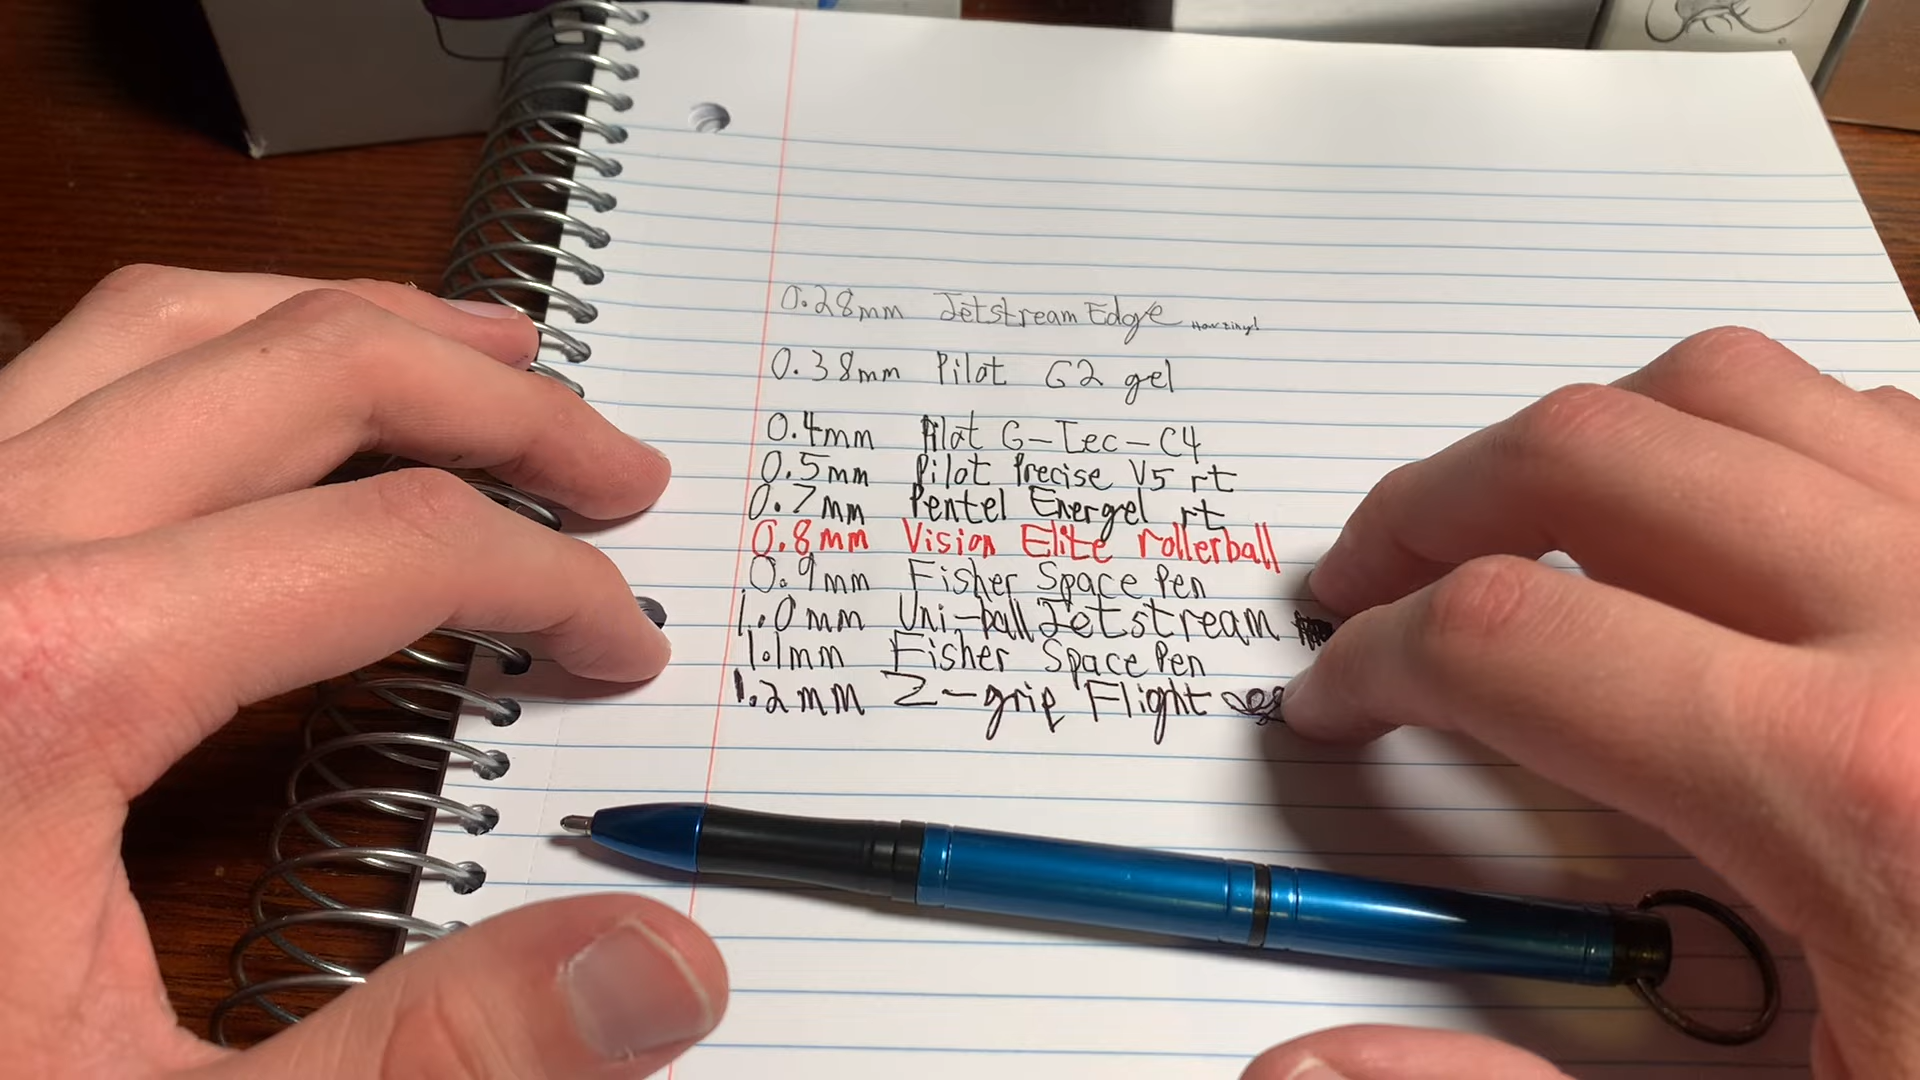 0.28mm Jetstream Edge How tiny!
0.38mm Pilot G2 gel
0.4mm Pilot G-Tec-C4
0.5mm Pilot Precise V5 rt
0.7mm Pentel Energel rt
0.8mm Vision Elite rollerball
0.9mm Fisher Space Pen
1.0mm Uni-ball Jetstream
1.1mm Fisher Space Pen
1.2mm Z-grip Flight